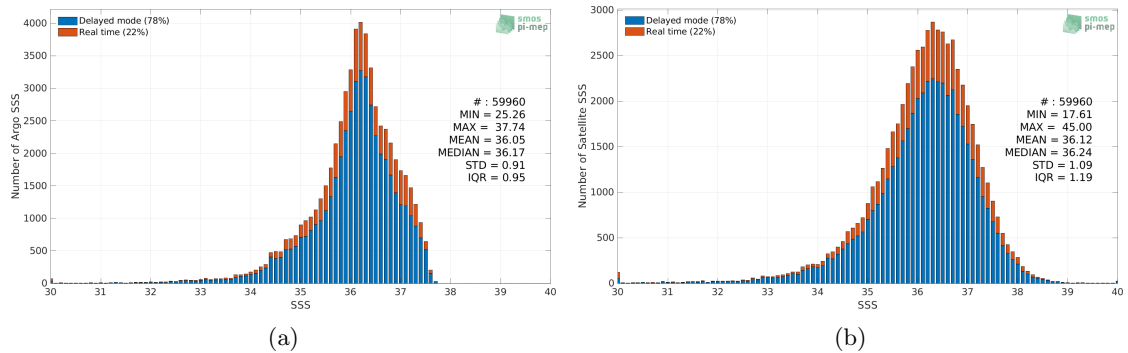 Delayed mode (78%)
Real time (22%)
smos
pi-mep
4000
3500
3000
2500
2000
1500
1000
500
0
Number of Argo SSS
# : 59960
MIN = 25.26
MAX = 37.74
MEAN = 36.05
MEDIAN = 36.17
STD = 0.91
IQR = 0.95
30 31 32 33 34 35 36 37 38 39 40
SSS
(a)
Delayed mode (78%)
Real time (22%)
smos
pi-mep
3000
2500
2000
1500
1000
500
0
Number of Satellite SSS
# : 59960
MIN = 17.61
MAX = 45.00
MEAN = 36.12
MEDIAN = 36.24
STD = 1.09
IQR = 1.19
30 31 32 33 34 35 36 37 38 39 40
SSS
(b)